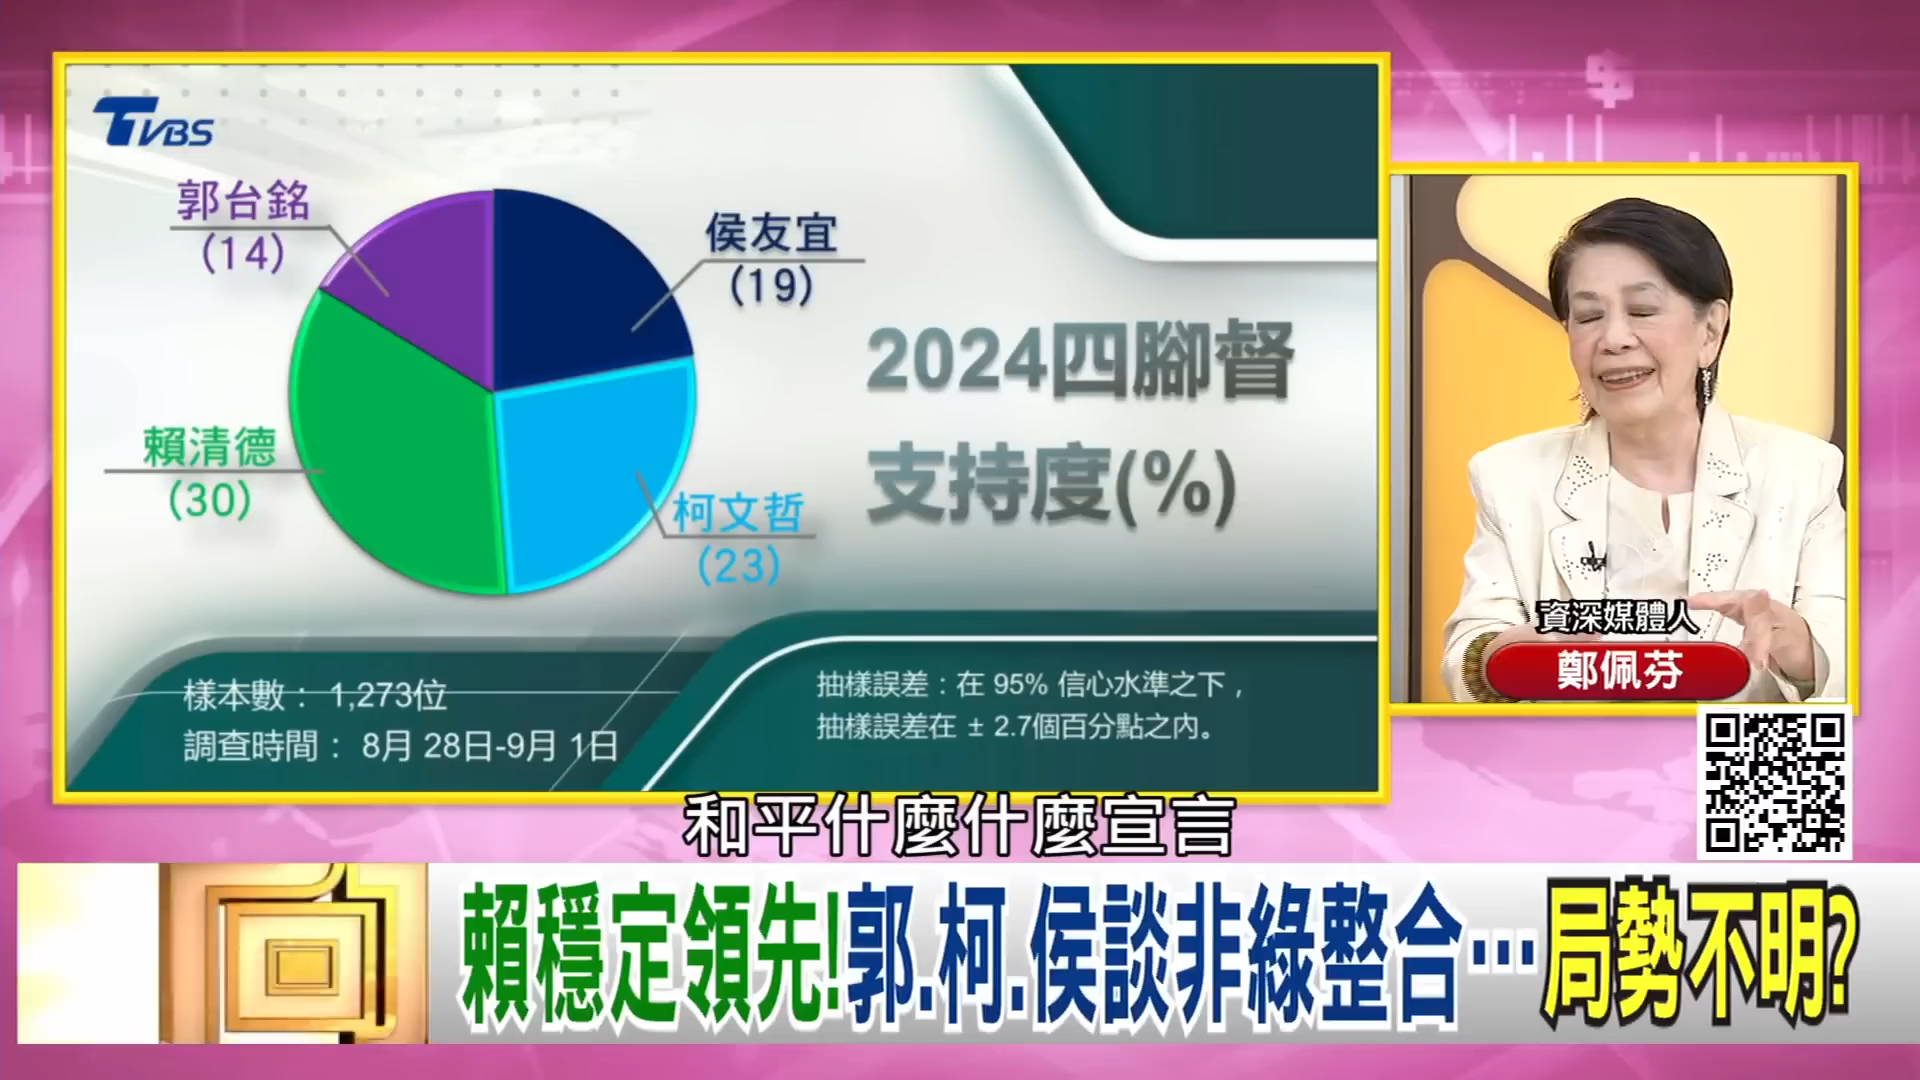 TVBS
郭台銘
(14)
侯友宜
(19)
2024四腳督
支持度(%)
賴清德
(30)
柯文哲
(23)
樣本數： 1,273位
調查時間： 8月 28日-9月 1日
抽樣誤差：在 95% 信心水準之下，
抽樣誤差在 ± 2.7個百分點之內。
資深媒體人
鄭佩芬
和平什麼什麼宣言
賴穩定領先!郭.柯.侯談非綠整合…局勢不明?